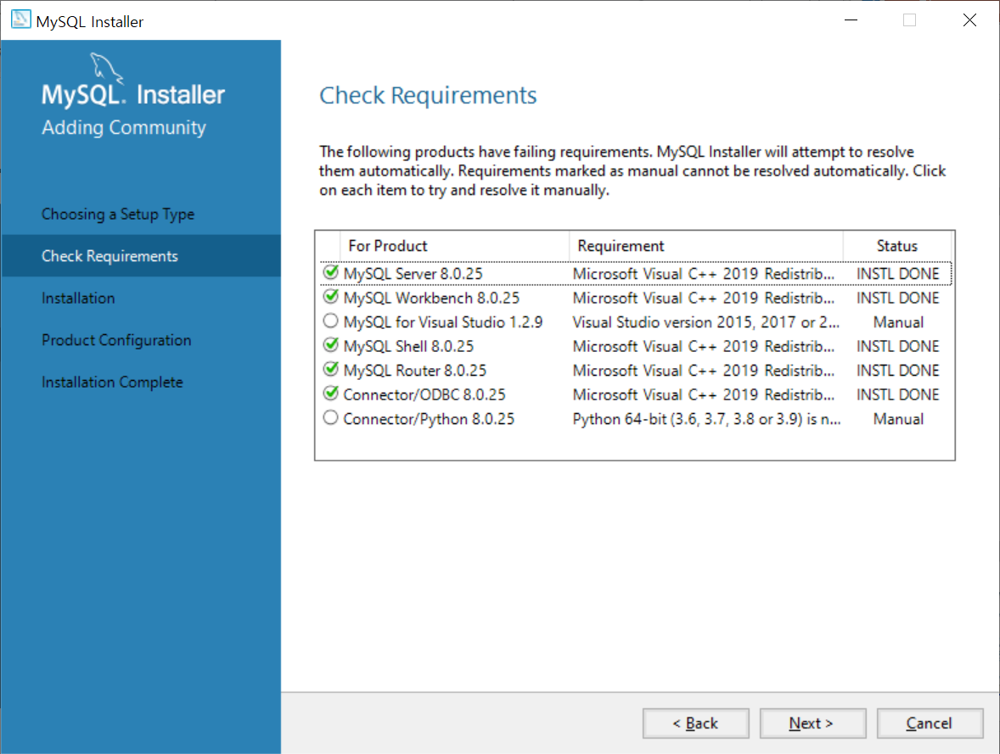 MySQL Installer
MySQL. Installer
Adding Community
Choosing a Setup Type
Check Requirements
Installation
Product Configuration
Installation Complete
Check Requirements
The following products have failing requirements. MySQL Installer will attempt to resolve
them automatically. Requirements marked as manual cannot be resolved automatically. Click
on each item to try and resolve it manually.
For Product Requirement Status
MySQL Server 8.0.25 Microsoft Visual C++ 2019 Redistrib... INSTL DONE
MySQL Workbench 8.0.25 Microsoft Visual C++ 2019 Redistrib... INSTL DONE
MySQL for Visual Studio 1.2.9 Visual Studio version 2015, 2017 or 2... Manual
MySQL Shell 8.0.25 Microsoft Visual C++ 2019 Redistrib... INSTL DONE
MySQL Router 8.0.25 Microsoft Visual C++ 2019 Redistrib... INSTL DONE
Connector/ODBC 8.0.25 Microsoft Visual C++ 2019 Redistrib... INSTL DONE
Connector/Python 8.0.25 Python 64-bit (3.6, 3.7, 3.8 or 3.9) is n... Manual
< Back Next > Cancel